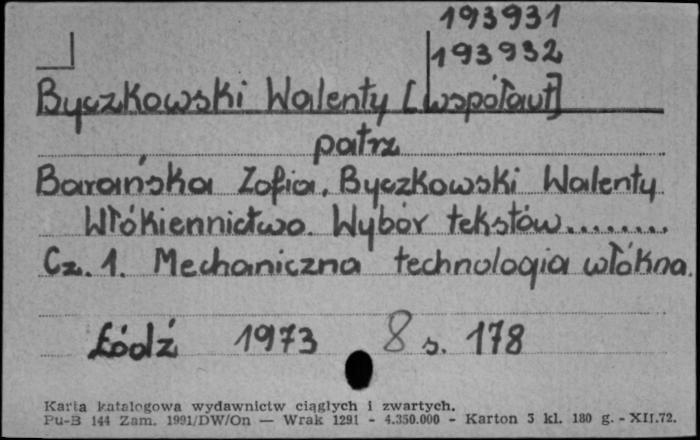 193931
193932
Byczkowski Walenty [współaut]
patrz
Barańska Zofia, Byczkowski Walenty
Włókiennictwo. Wybór tekstów.........
Cz. 1. Mechaniczna technologia włókna.
Łódź 1973 8 s. 178
Karta katalogowa wydawnictw ciągłych i zwartych.
Pu-B 144 Zam. 1991/DW/On — Wrak 1291 - 4.350.000 - Karton 5 kl. 180 g. - XII.72.